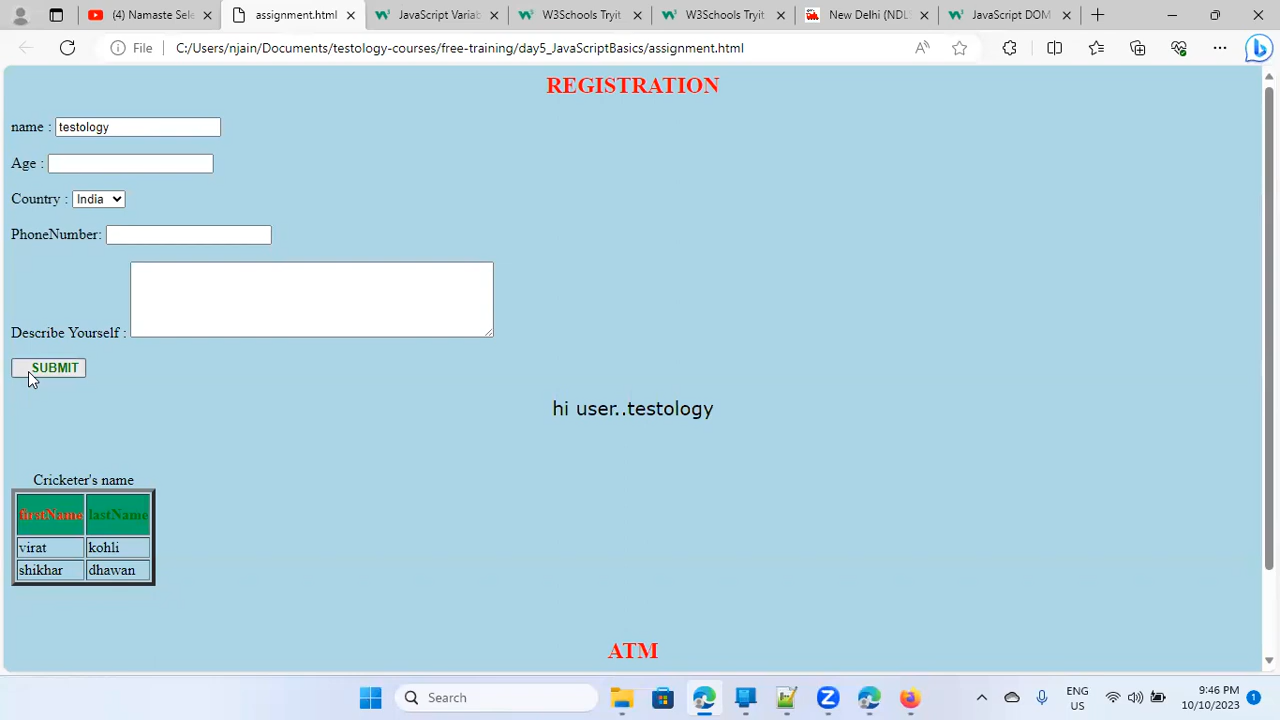 (4) Namaste Sele
assignment.html
JavaScript Variab
W3Schools Tryit
W3Schools Tryit
New Delhi (NDL
JavaScript DOM
File
C:/Users/njain/Documents/testology-courses/free-training/day5_JavaScriptBasics/assignment.html
REGISTRATION
name : testology
Age :
Country : India
PhoneNumber:
Describe Yourself :
SUBMIT
hi user..testology
Cricketer's name
firstName lastName
virat kohli
shikhar dhawan
ATM
Search
ENG
US
9:46 PM
10/10/2023
1